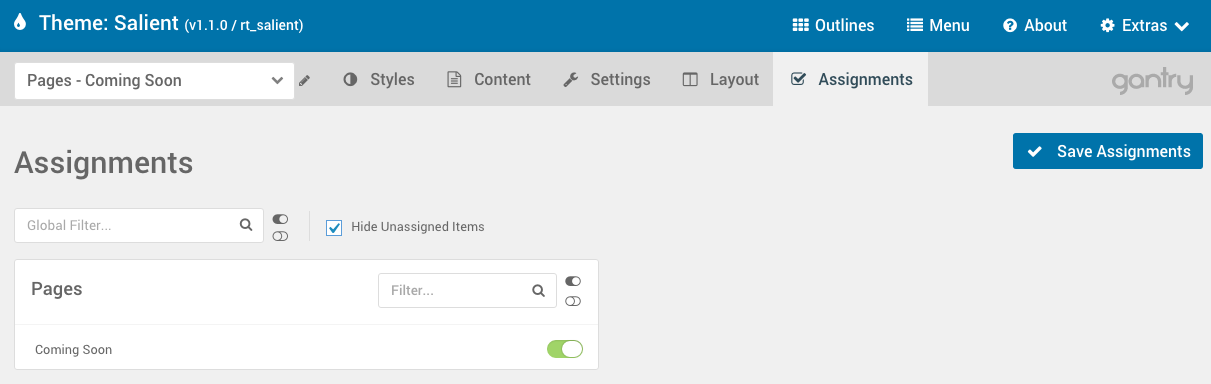 Theme: Salient (v1.1.0 / rt_salient)
Outlines Menu About Extras
Pages - Coming Soon Styles Content Settings Layout Assignments gantry
Assignments
Save Assignments
Global Filter... Hide Unassigned Items
Pages Filter...
Coming Soon